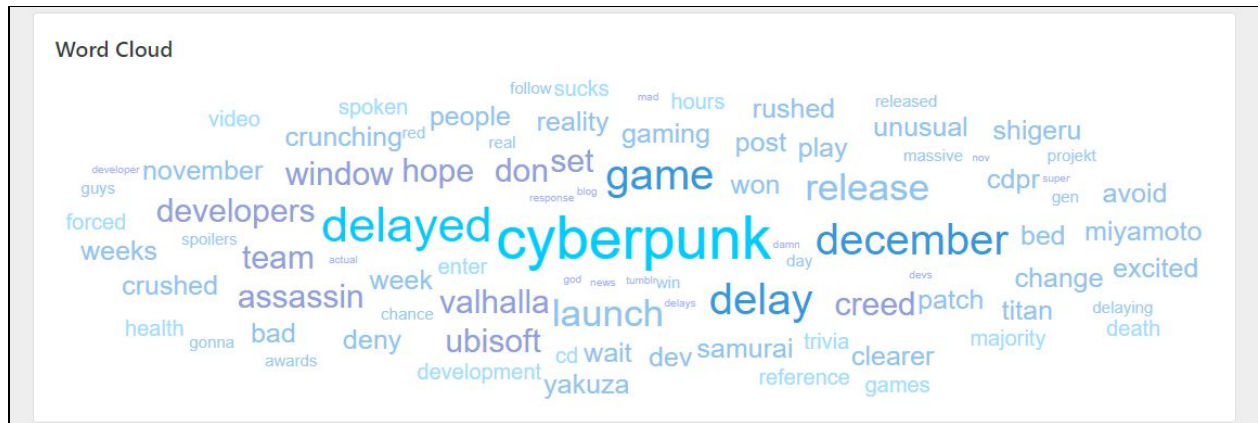 Word Cloud
follow sucks mad hours released
video spoken people reality gaming rushed unusual shigeru
crunching red real post play massive nov projekt
developer november window hope don set game won release cdpr super
guys response blog gen avoid
forced developers delayed cyberpunk december bed miyamoto
weeks spoilers team actual enter damn day change excited
crushed assassin week god news tumblr win devs
chance valhalla launch delays delay creed patch titan delaying
health gonna bad deny ubisoft cd wait dev samurai trivia clearer majority death
awards development yakuza reference games